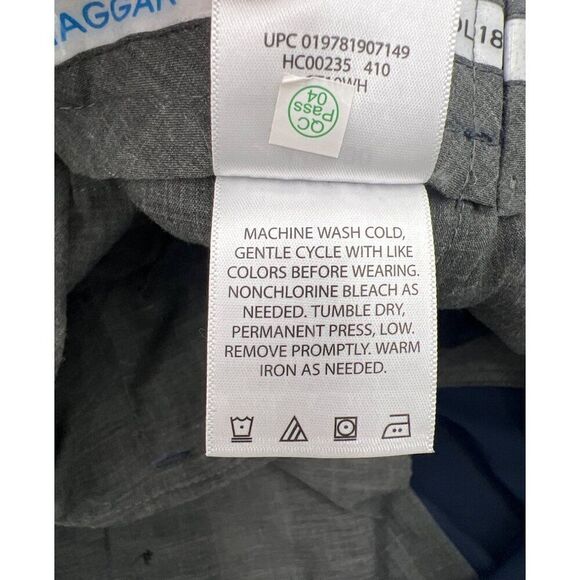 HAGGAR
UPC 019781907149
HC00235 410
QC
Pass
04
MACHINE WASH COLD,
GENTLE CYCLE WITH LIKE
COLORS BEFORE WEARING.
NONCHLORINE BLEACH AS
NEEDED. TUMBLE DRY,
PERMANENT PRESS, LOW.
REMOVE PROMPTLY. WARM
IRON AS NEEDED.